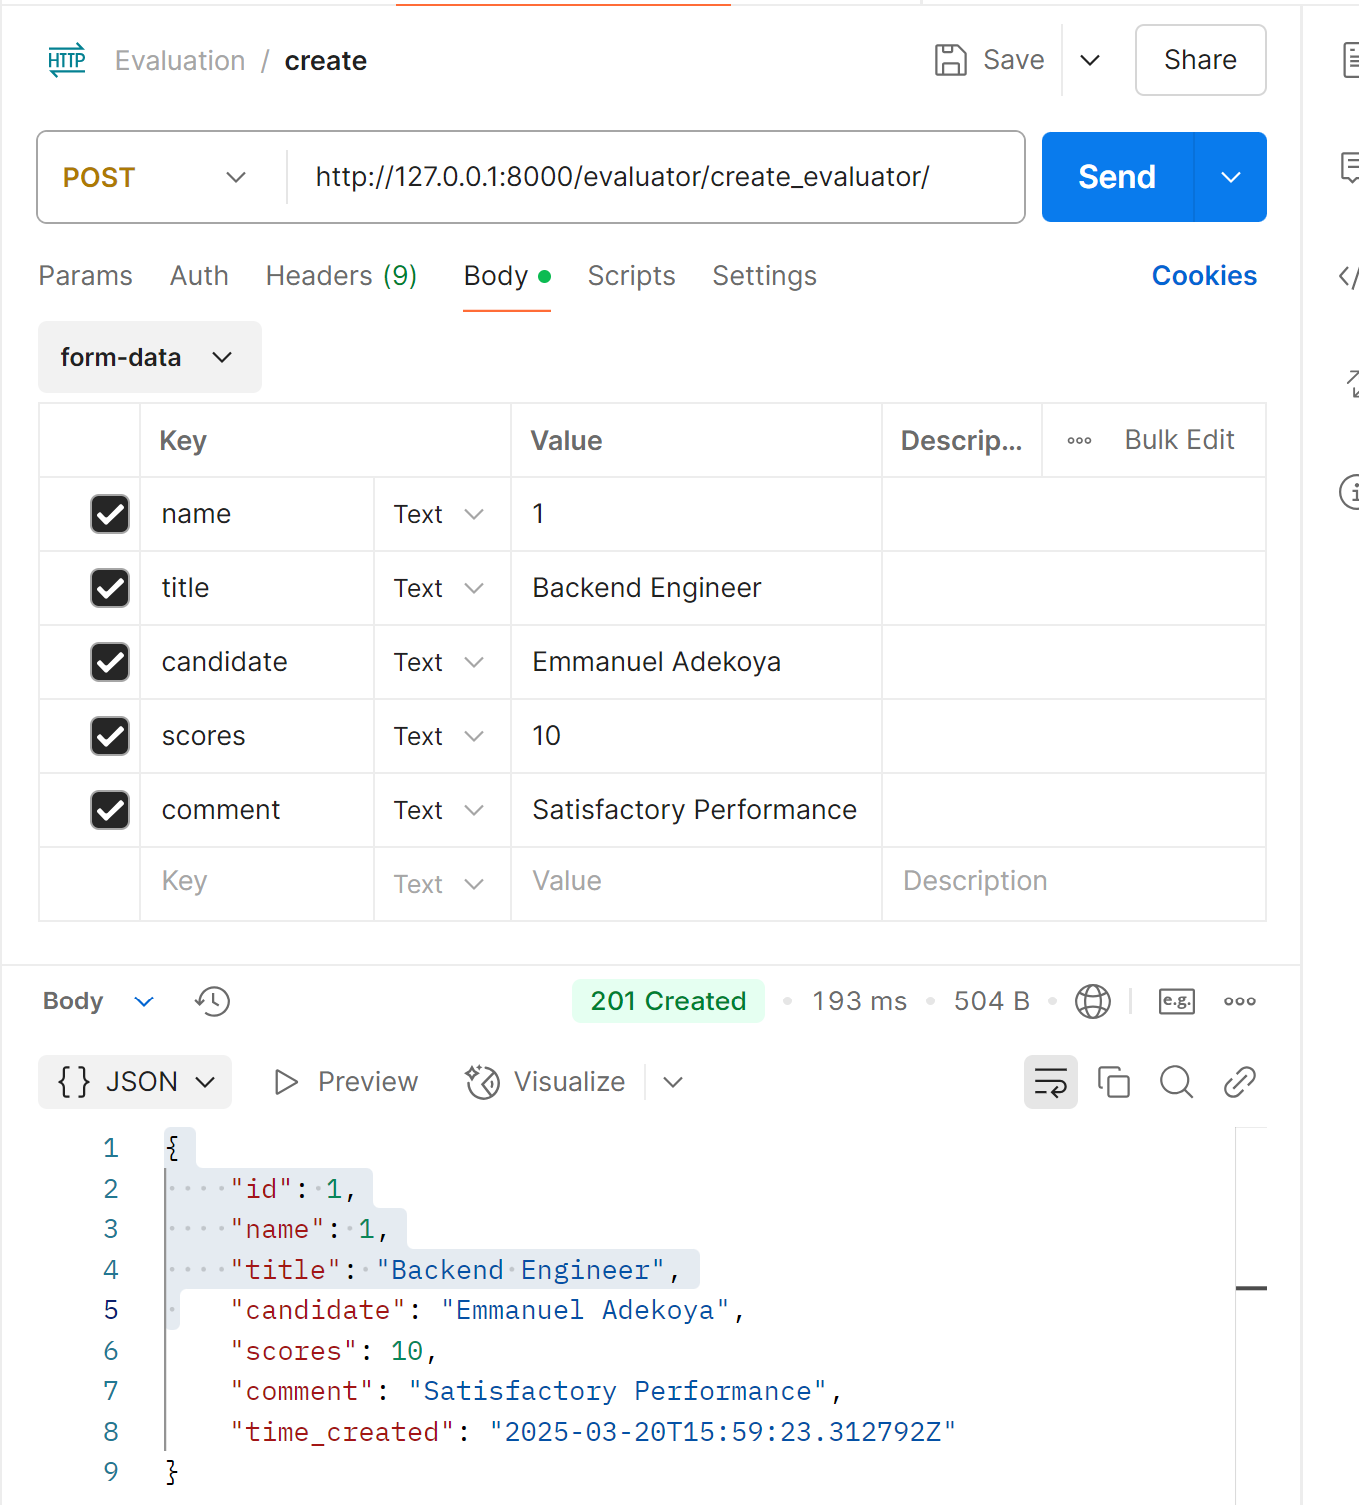 HTTP Evaluation / create Save Share
POST http://127.0.0.1:8000/evaluator/create_evaluator/ Send
Params Auth Headers (9) Body Scripts Settings Cookies
form-data
Key Value Descrip... Bulk Edit
name Text 1
title Text Backend Engineer
candidate Text Emmanuel Adekoya
scores Text 10
comment Text Satisfactory Performance
Key Text Value Description
Body 201 Created 193 ms 504 B e.g.
{} JSON Preview Visualize
1 {
2 "id": 1,
3 "name": 1,
4 "title": "Backend Engineer",
5 "candidate": "Emmanuel Adekoya",
6 "scores": 10,
7 "comment": "Satisfactory Performance",
8 "time_created": "2025-03-20T15:59:23.312792Z"
9 }